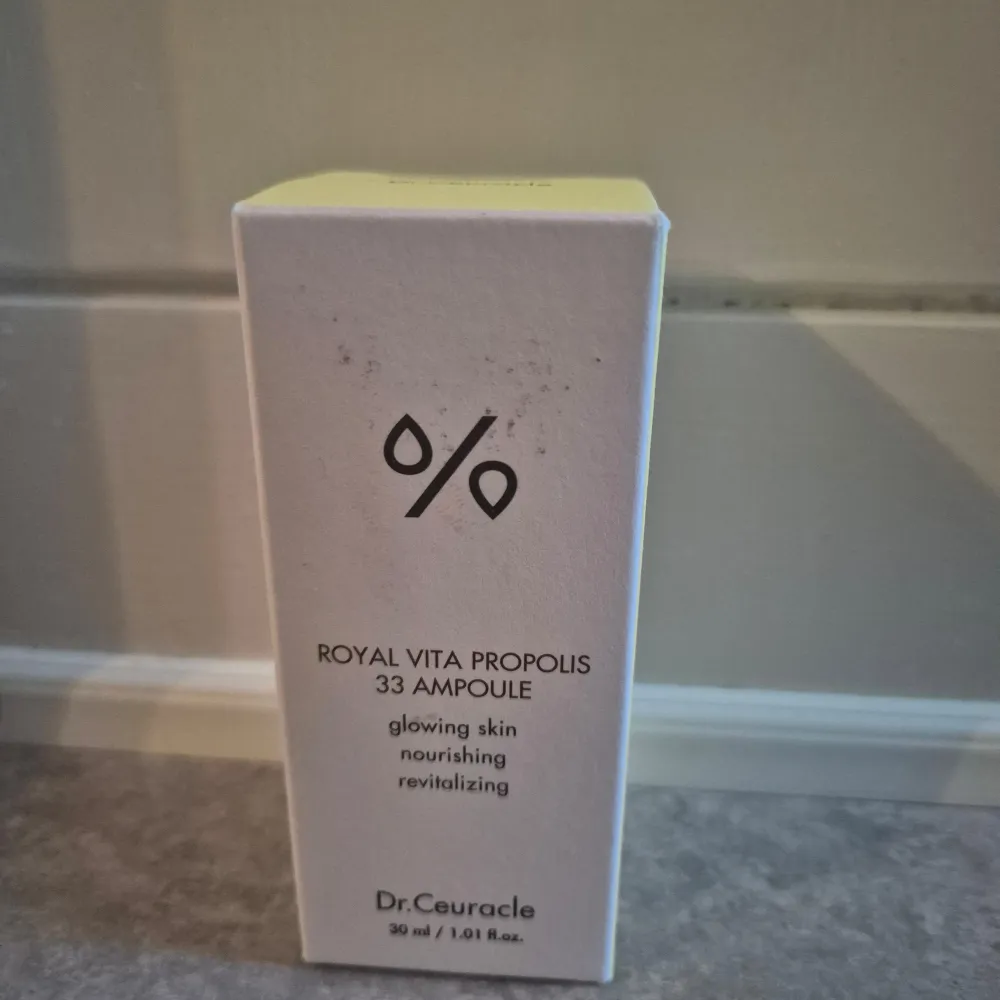 %
ROYAL VITA PROPOLIS
33 AMPOULE
glowing skin
nourishing
revitalizing
Dr.Ceuracle
30 ml / 1.01 fl.oz.